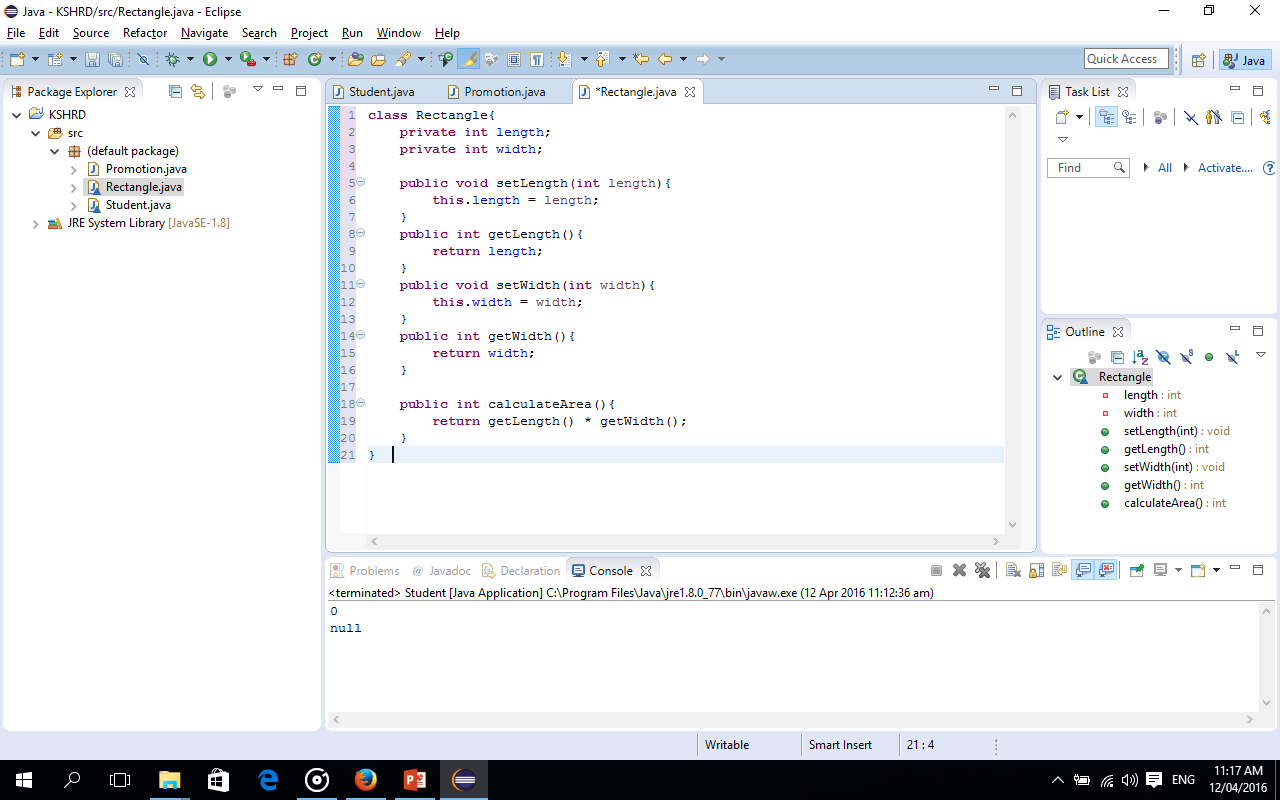 Java - KSHRD/src/Rectangle.java - Eclipse
File Edit Source Refactor Navigate Search Project Run Window Help
Quick Access
Java
Package Explorer
KSHRD
src
(default package)
Promotion.java
Rectangle.java
Student.java
JRE System Library [JavaSE-1.8]
Student.java Promotion.java *Rectangle.java
1 class Rectangle{
2 private int length;
3 private int width;
4
5 public void setLength(int length){
6 this.length = length;
7 }
8 public int getLength(){
9 return length;
10 }
11 public void setWidth(int width){
12 this.width = width;
13 }
14 public int getWidth(){
15 return width;
16 }
17
18 public int calculateArea(){
19 return getLength() * getWidth();
20 }
21 }
Task List
Find All Activate....
Outline
Rectangle
length : int
width : int
setLength(int) : void
getLength() : int
setWidth(int) : void
getWidth() : int
calculateArea() : int
Problems @ Javadoc Declaration Console
<terminated> Student [Java Application] C:\Program Files\Java\jre1.8.0_77\bin\javaw.exe (12 Apr 2016 11:12:36 am)
0
null
Writable Smart Insert 21 : 4
ENG
11:17 AM
12/04/2016